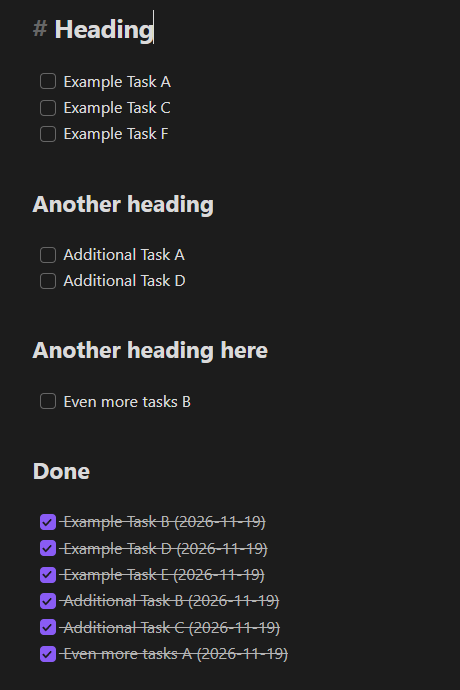 # Heading
Example Task A
Example Task C
Example Task F
Another heading
Additional Task A
Additional Task D
Another heading here
Even more tasks B
Done
Example Task B (2026-11-19)
Example Task D (2026-11-19)
Example Task E (2026-11-19)
Additional Task B (2026-11-19)
Additional Task C (2026-11-19)
Even more tasks A (2026-11-19)